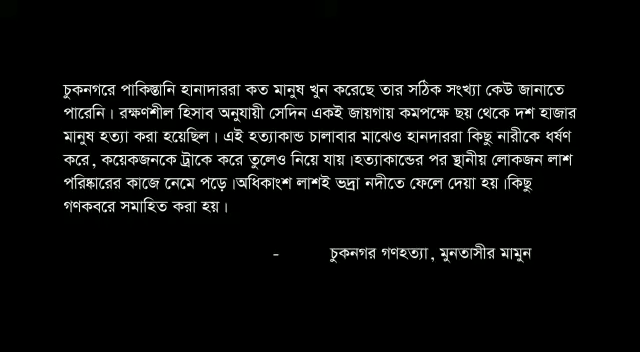 চুকনগরে পাকিস্তানি হানাদাররা কত মানুষ খুন করেছে তার সঠিক সংখ্যা কেউ জানাতে
পারেনি। রক্ষণশীল হিসাব অনুযায়ী সেদিন একই জায়গায় কমপক্ষে ছয় থেকে দশ হাজার
মানুষ হত্যা করা হয়েছিল। এই হত্যাকান্ড চালাবার মাঝেও হানদাররা কিছু নারীকে ধর্ষণ
করে, কয়েকজনকে ট্রাকে করে তুলেও নিয়ে যায়।হত্যাকান্ডের পর স্থানীয় লোকজন লাশ
পরিষ্কারের কাজে নেমে পড়ে।অধিকাংশ লাশই ভদ্রা নদীতে ফেলে দেয়া হয়।কিছু
গণকবরে সমাহিত করা হয়।
- চুকনগর গণহত্যা, মুনতাসীর মামুন